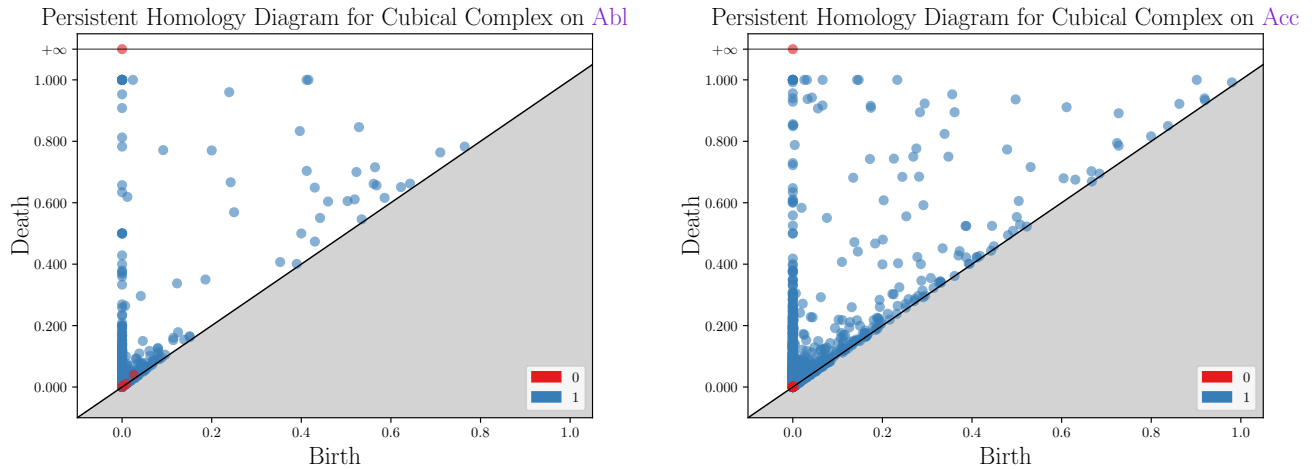 Persistent Homology Diagram for Cubical Complex on Abl
+∞
1.000
0.800
0.600
0.400
0.200
0.000
Death
0.0 0.2 0.4 0.6 0.8 1.0
Birth
0
1
Persistent Homology Diagram for Cubical Complex on Acc
+∞
1.000
0.800
0.600
0.400
0.200
0.000
Death
0.0 0.2 0.4 0.6 0.8 1.0
Birth
0
1